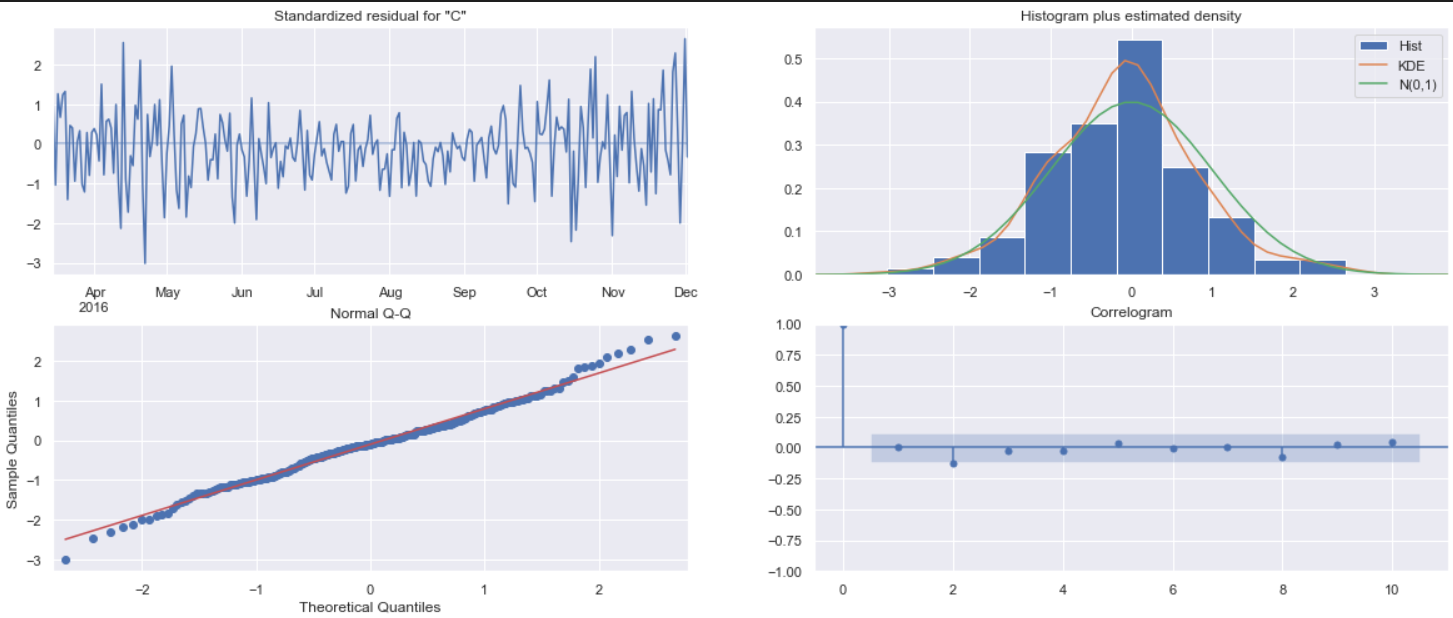 Standardized residual for "C"
2
1
0
−1
−2
−3
Apr May Jun Jul Aug Sep Oct Nov Dec
2016
Histogram plus estimated density
Hist
KDE
N(0,1)
0.5
0.4
0.3
0.2
0.1
0.0
−3 −2 −1 0 1 2 3
Normal Q-Q
Sample Quantiles
2
1
0
−1
−2
−3
−2 −1 0 1 2
Theoretical Quantiles
Correlogram
1.00
0.75
0.50
0.25
0.00
−0.25
−0.50
−0.75
−1.00
0 2 4 6 8 10